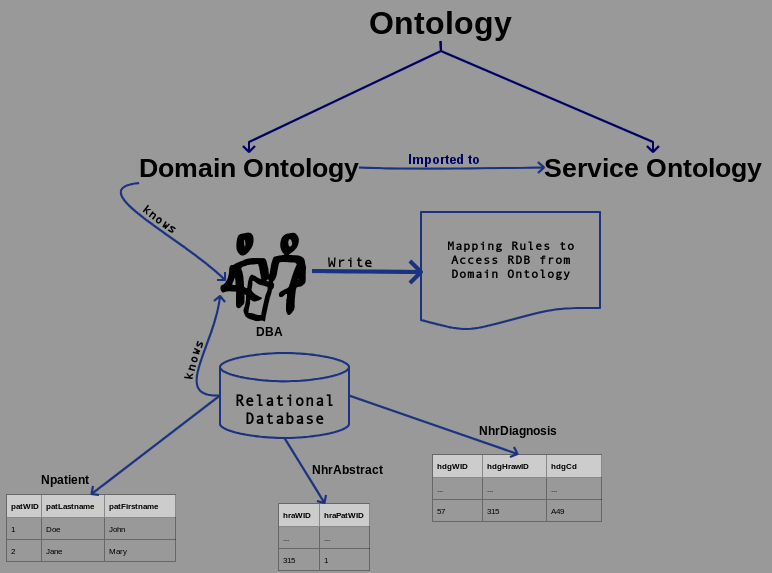 Ontology
Domain Ontology
Imported to
Service Ontology
knows
Write
Mapping Rules to
Access RDB from
Domain Ontology
DBA
knows
Relational
Database
NhrDiagnosis
Npatient
NhrAbstract
hdgWID hdgHrawID hdgCd
... ... ...
57 315 A49
patWID patLastname patFirstname
1 Doe John
2 Jane Mary
hraWID hraPatWID
... ...
315 1